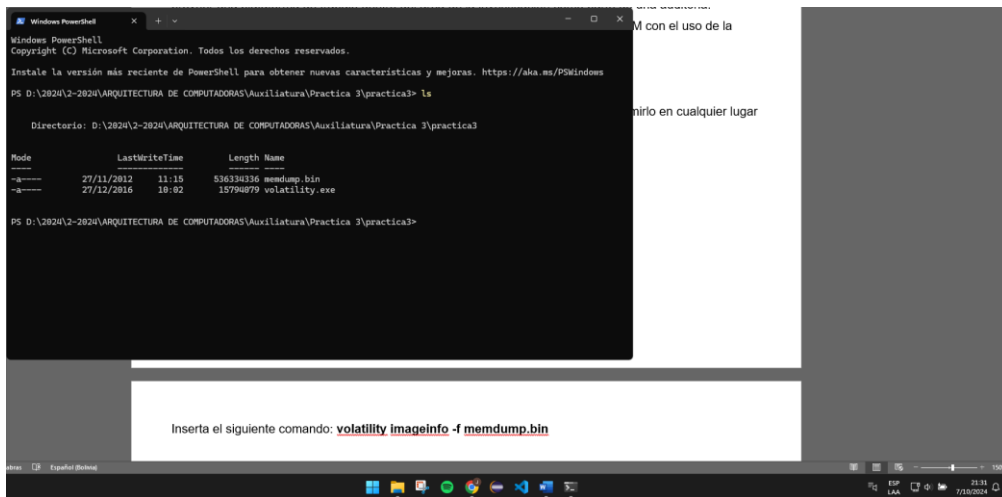 Windows PowerShell
Windows PowerShell
Copyright (C) Microsoft Corporation. Todos los derechos reservados.
Instale la versión más reciente de PowerShell para obtener nuevas características y mejoras. https://aka.ms/PSWindows
PS D:\2024\2-2024\ARQUITECTURA DE COMPUTADORAS\Auxiliatura\Practica 3\practica3> ls
Directorio: D:\2024\2-2024\ARQUITECTURA DE COMPUTADORAS\Auxiliatura\Practica 3\practica3
Mode LastWriteTime Length Name
---- ------------- ------ ----
-a---- 27/11/2012 11:15 536334336 memdump.bin
-a---- 27/12/2016 10:02 15794079 volatility.exe
PS D:\2024\2-2024\ARQUITECTURA DE COMPUTADORAS\Auxiliatura\Practica 3\practica3>
una auditoria.
M con el uso de la
mirlo en cualquier lugar
Inserta el siguiente comando: volatility imageinfo -f memdump.bin
abras Español (Bolivia)
150
ESP
LAA
21:31
7/10/2024